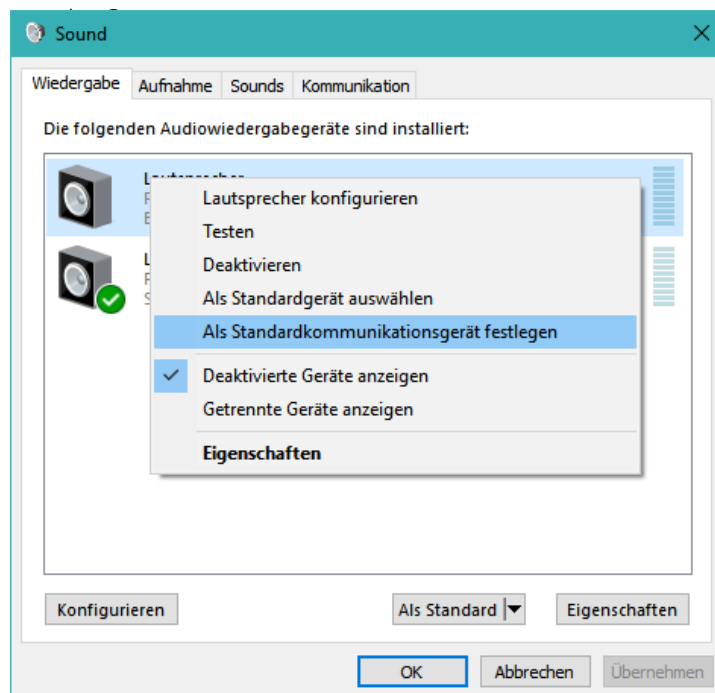 Sound
Wiedergabe Aufnahme Sounds Kommunikation
Die folgenden Audiowiedergabegeräte sind installiert:
Lautsprecher
Lautsprecher konfigurieren
Testen
Deaktivieren
Als Standardgerät auswählen
Als Standardkommunikationsgerät festlegen
Deaktivierte Geräte anzeigen
Getrennte Geräte anzeigen
Eigenschaften
Konfigurieren Als Standard Eigenschaften
OK Abbrechen Übernehmen